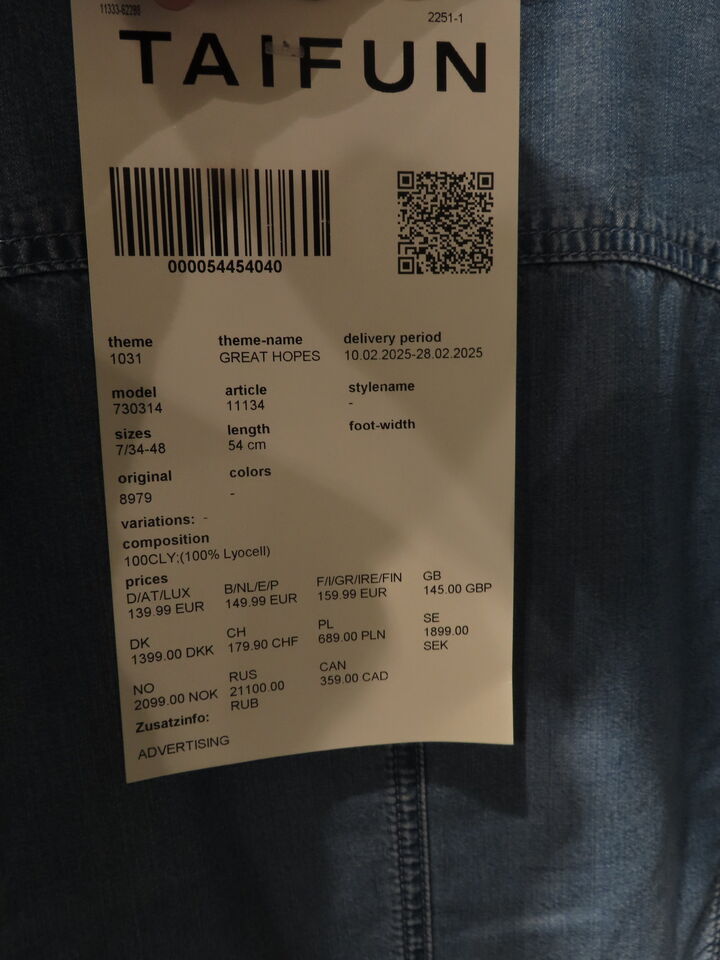 11333-62288
2251-1
TAIFUN
000054454040
theme theme-name delivery period
1031 GREAT HOPES 10.02.2025-28.02.2025
model article stylename
730314 11134 -
sizes length foot-width
7/34-48 54 cm
original colors
8979 -
variations: -
composition
100CLY;(100% Lyocell)
prices
D/AT/LUX B/NL/E/P F/I/GR/IRE/FIN GB
139.99 EUR 149.99 EUR 159.99 EUR 145.00 GBP
DK CH PL SE
1399.00 DKK 179.90 CHF 689.00 PLN 1899.00
SEK
NO RUS CAN
2099.00 NOK 21100.00 359.00 CAD
RUB
Zusatzinfo:
ADVERTISING